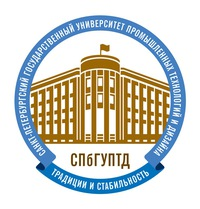 САНКТ-ПЕТЕРБУРГСКИЙ ГОСУДАРСТВЕННЫЙ УНИВЕРСИТЕТ ПРОМЫШЛЕННЫХ ТЕХНОЛОГИЙ И ДИЗАЙНА
СПбГУПТД
ТРАДИЦИИ И СТАБИЛЬНОСТЬ